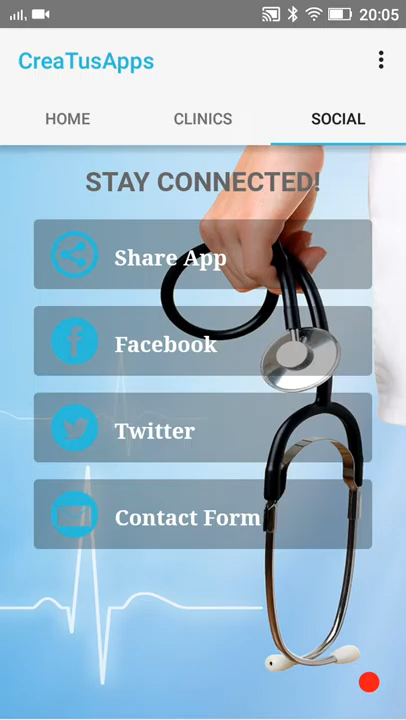 20:05
CreaTusApps
HOME
CLINICS
SOCIAL
STAY CONNECTED!
Share App
Facebook
Twitter
Contact Form